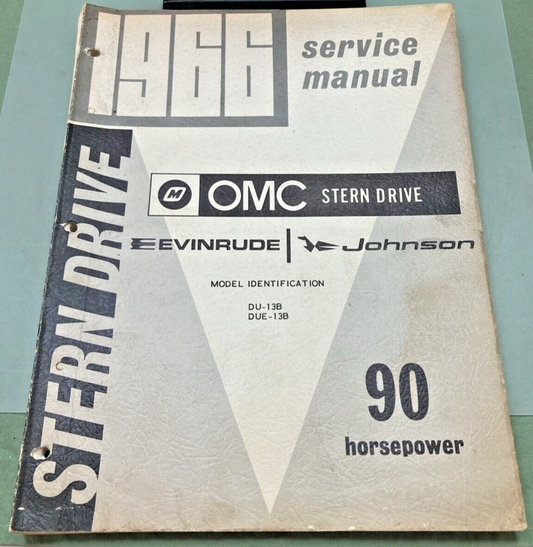 1966
service
manual
STERN DRIVE
M OMC STERN DRIVE
EVINRUDE | Johnson
MODEL IDENTIFICATION
DU-13B
DUE-13B
90
horsepower